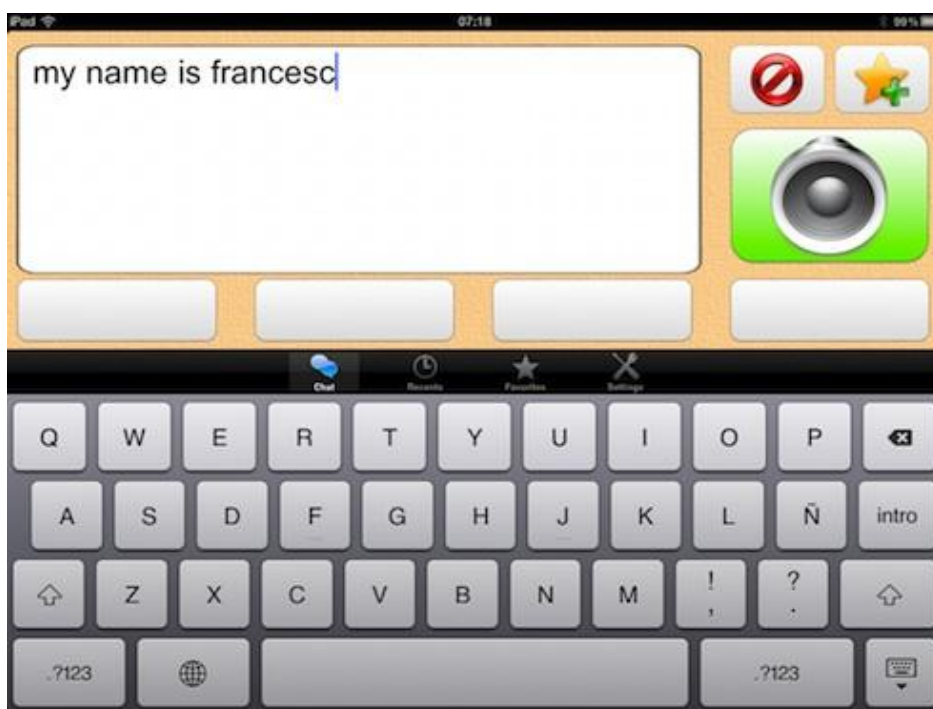 iPad 07:18 99%
my name is francesc
Chat Recents Favorites Settings
Q W E R T Y U I O P
A S D F G H J K L Ñ intro
Z X C V B N M ! , ? .
.?123 .?123